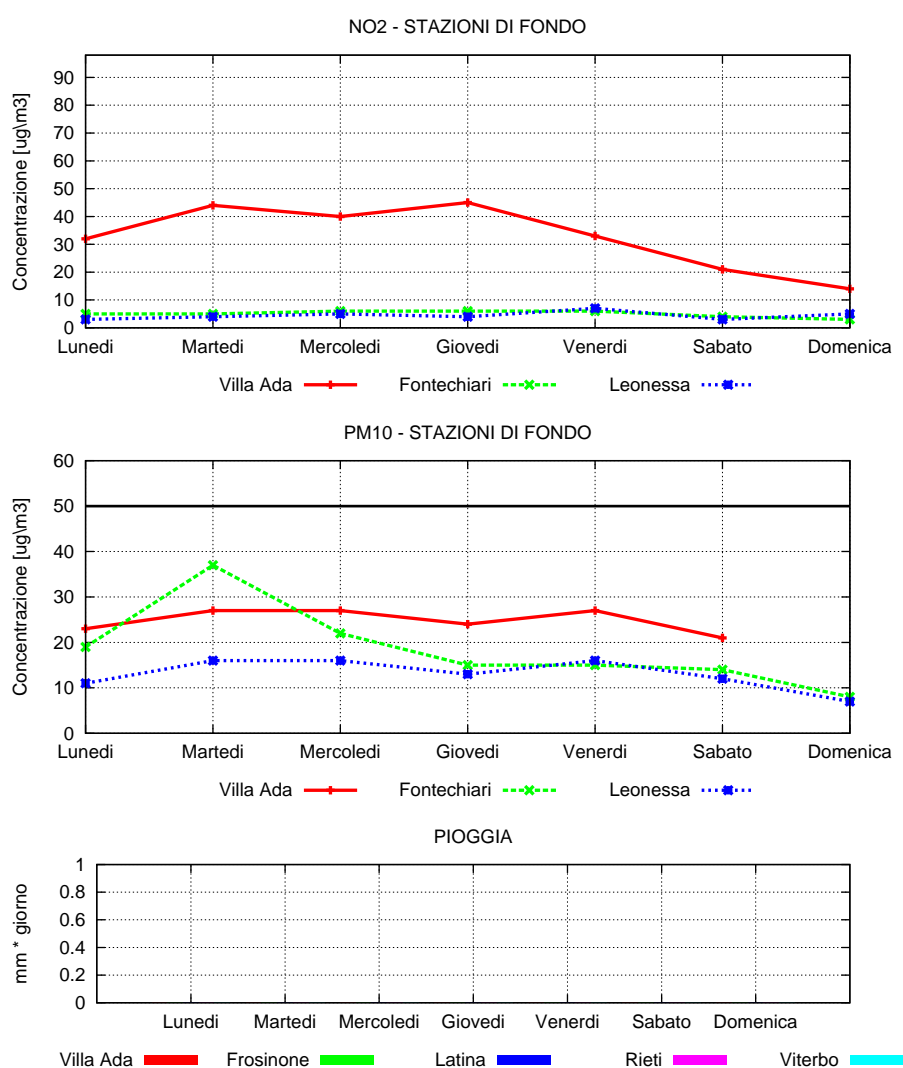 NO2 - STAZIONI DI FONDO
Concentrazione [ug\m3]
90
80
70
60
50
40
30
20
10
0
Lunedi Martedi Mercoledi Giovedi Venerdi Sabato Domenica
Villa Ada Fontechiari Leonessa
PM10 - STAZIONI DI FONDO
Concentrazione [ug\m3]
60
50
40
30
20
10
0
Lunedi Martedi Mercoledi Giovedi Venerdi Sabato Domenica
Villa Ada Fontechiari Leonessa
PIOGGIA
mm * giorno
1
0.8
0.6
0.4
0.2
0
Lunedi Martedi Mercoledi Giovedi Venerdi Sabato Domenica
Villa Ada Frosinone Latina Rieti Viterbo